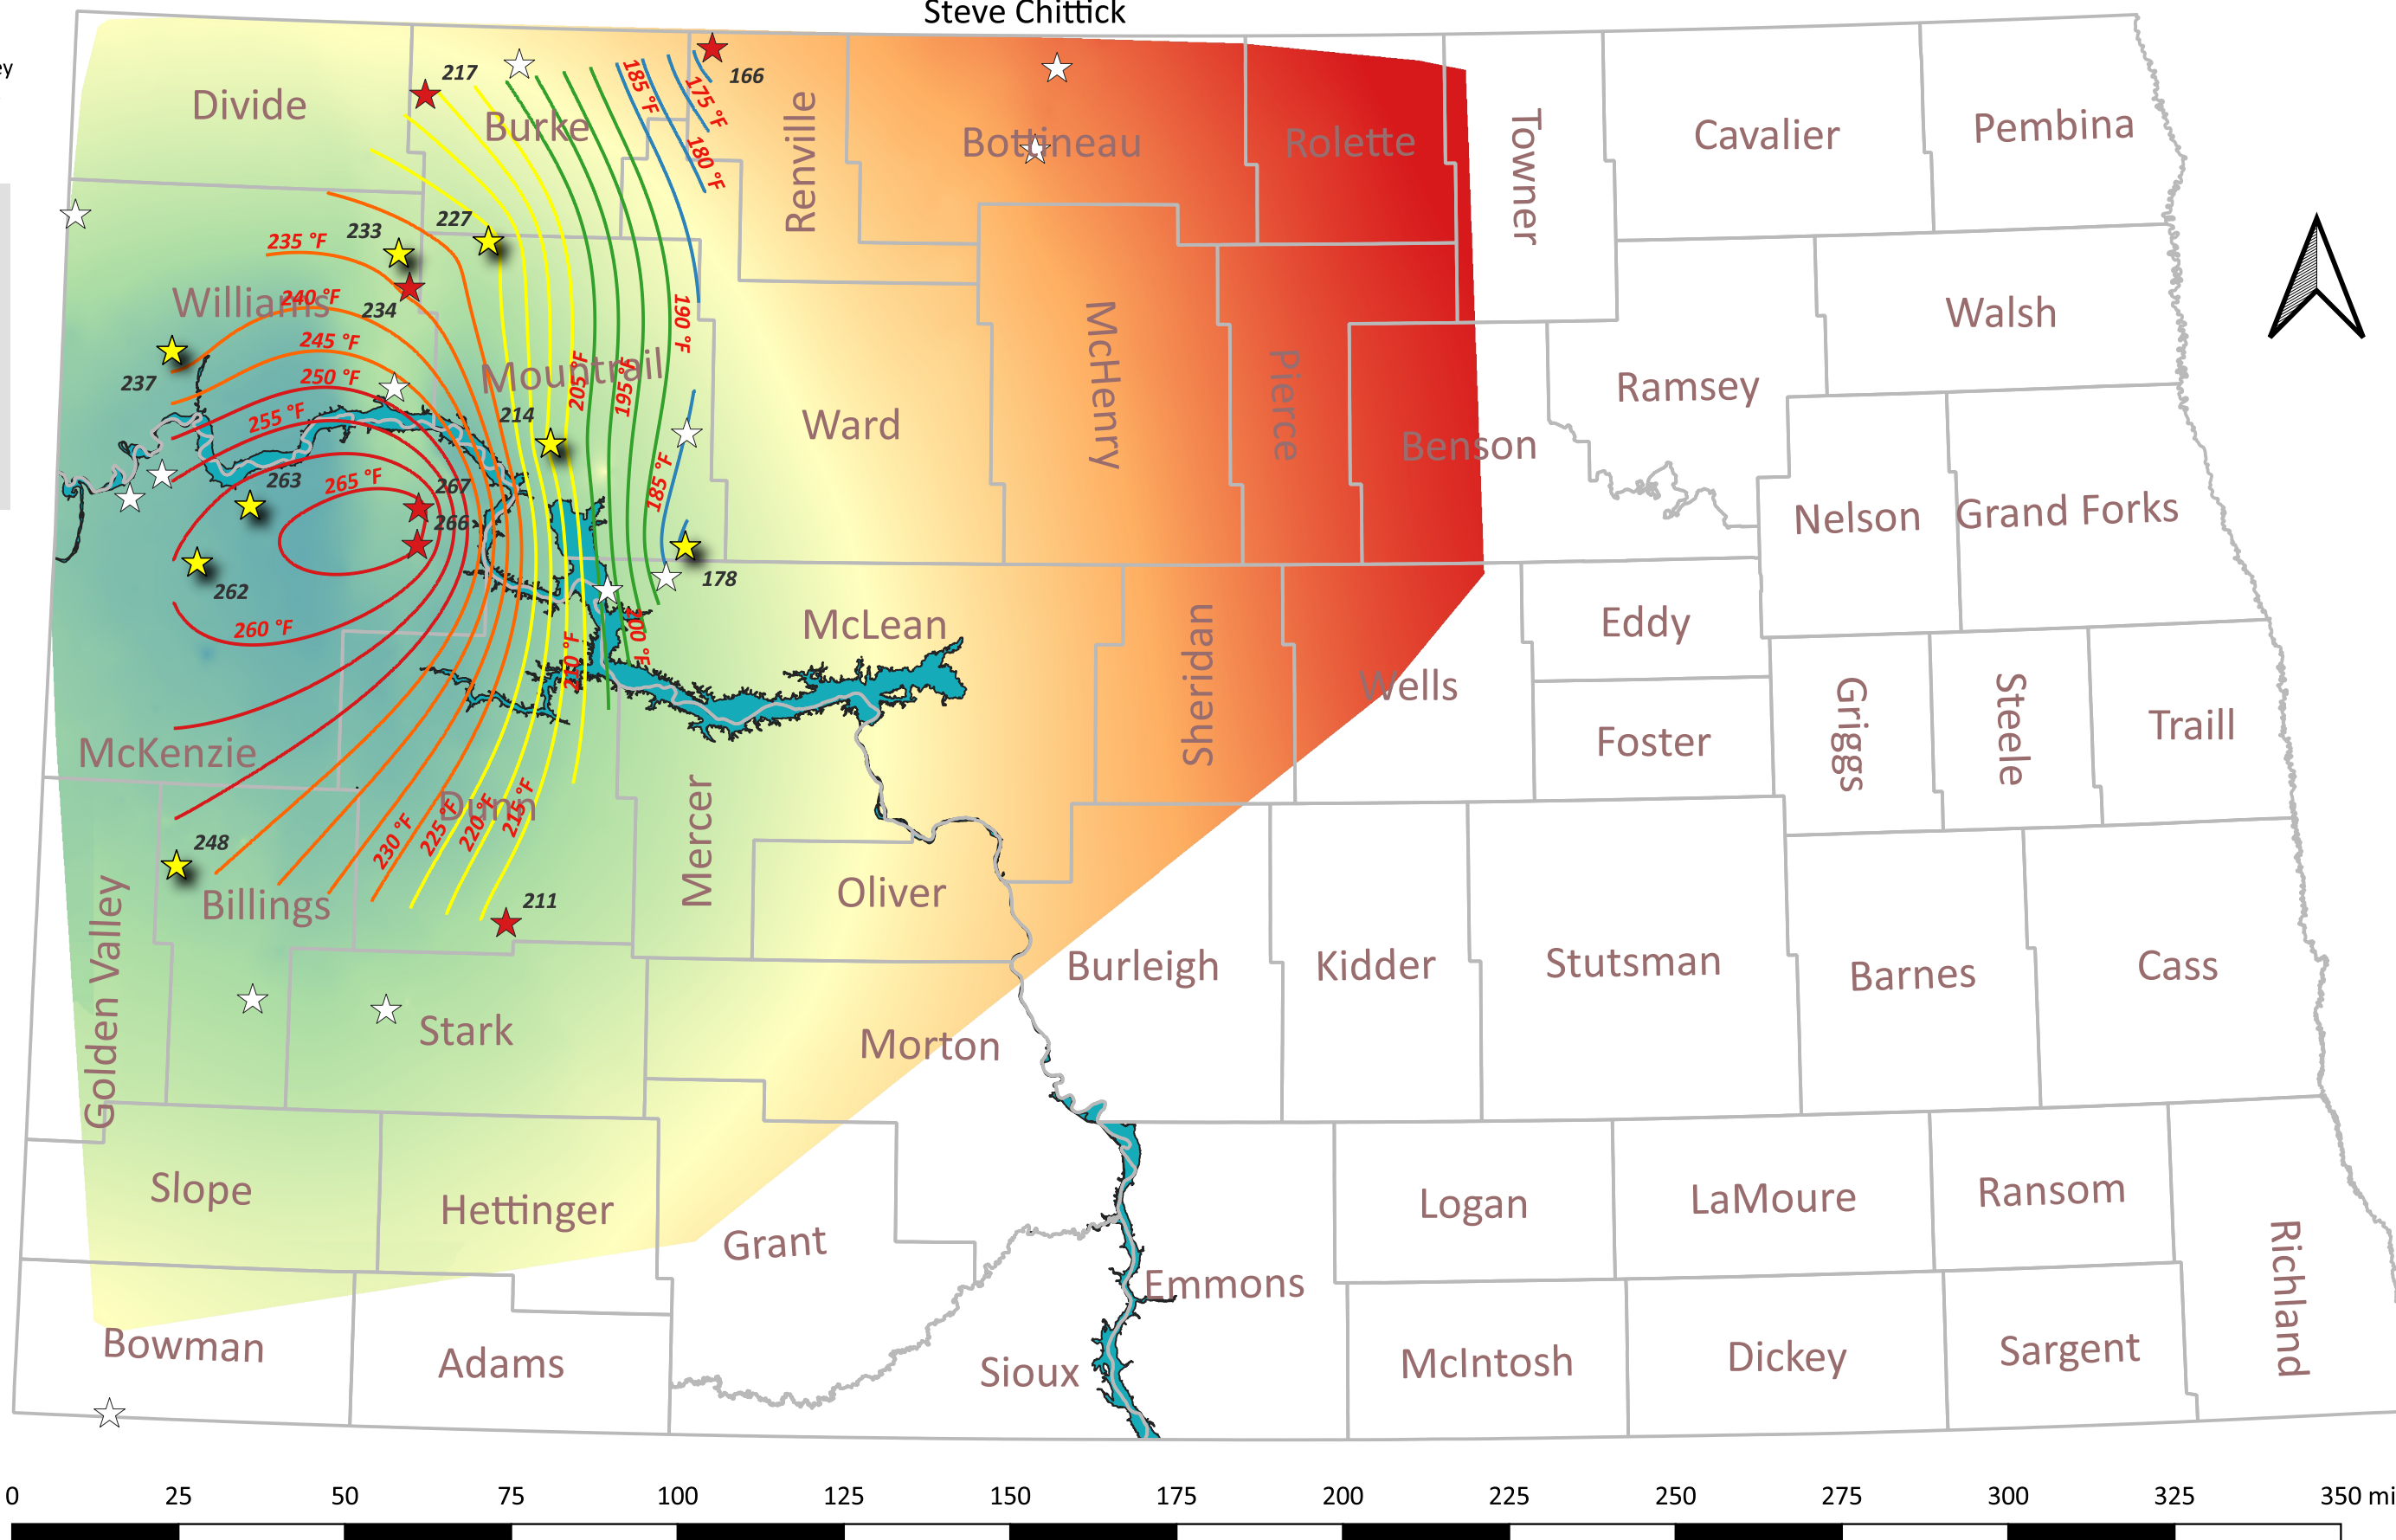 Steve Chittick
ey
217
166
Divide
Burke
185 °F
175 °F
180 °F
Renville
Bottineau
Rolette
Towner
Cavalier
Pembina
235 °F
233
227
Williams
240 °F
234
245 °F
190 °F
237
250 °F
Mountrail
205 °F
195 °F
255 °F
214
Ward
McHenry
Pierce
Benson
Ramsey
Walsh
263
265 °F
267
266
185 °F
Nelson
Grand Forks
262
178
260 °F
McLean
Sheridan
Wells
Eddy
Foster
Griggs
Steele
Traill
McKenzie
Dunn
230 °F
225 °F
220 °F
215 °F
Mercer
248
Billings
211
Oliver
Golden Valley
Stark
Morton
Burleigh
Kidder
Stutsman
Barnes
Cass
Slope
Hettinger
Grant
Emmons
Logan
LaMoure
Ransom
Richland
Bowman
Adams
Sioux
McIntosh
Dickey
Sargent
0 25 50 75 100 125 150 175 200 225 250 275 300 325 350 mi